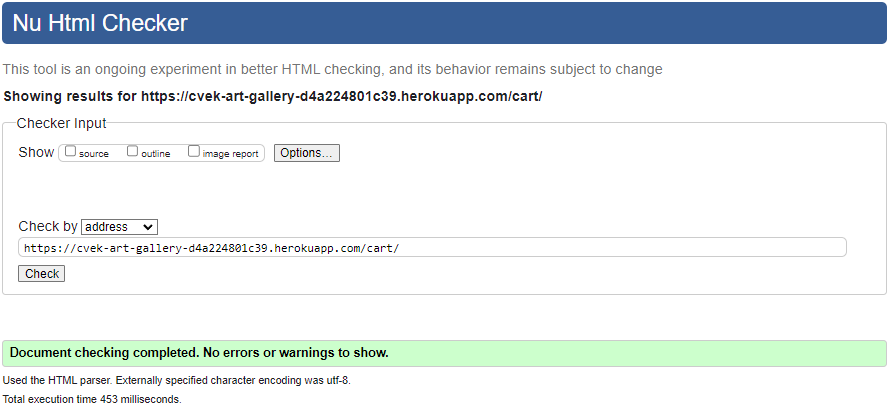 Nu Html Checker
This tool is an ongoing experiment in better HTML checking, and its behavior remains subject to change
Showing results for https://cvek-art-gallery-d4a224801c39.herokuapp.com/cart/
Checker Input
Show source outline image report Options...
Check by address
https://cvek-art-gallery-d4a224801c39.herokuapp.com/cart/
Check
Document checking completed. No errors or warnings to show.
Used the HTML parser. Externally specified character encoding was utf-8.
Total execution time 453 milliseconds.